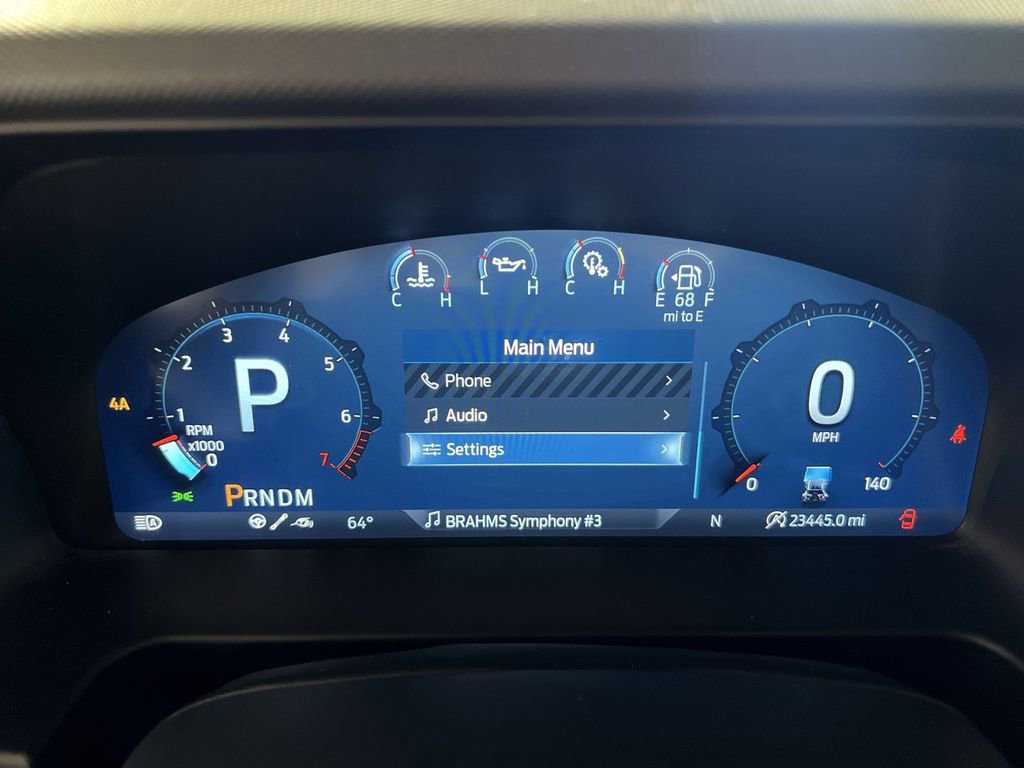 C H
L H
C H
E 68 F
mi to E
1 2 3 4 5 6 7
P
RPM
x1000
0
4A
PRNDM
A
64°
Main Menu
Phone
Audio
Settings
BRAHMS Symphony #3
0
MPH
0 140
N
23445.0 mi